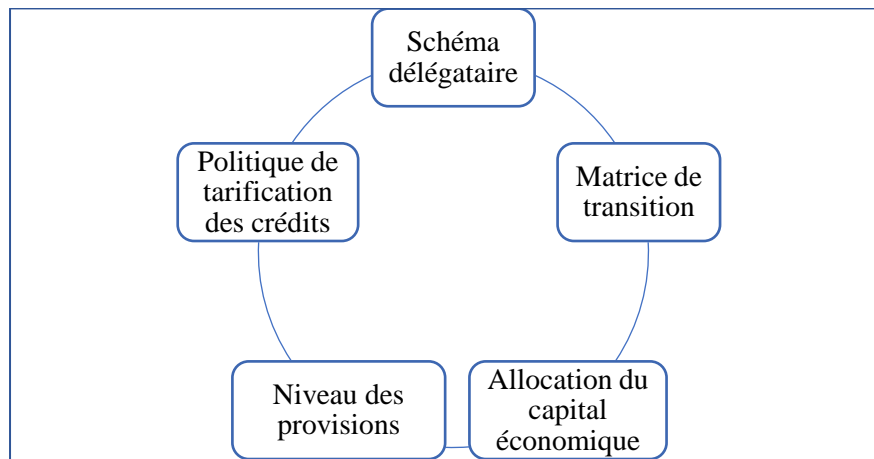 Schéma
délégataire
Politique de
tarification
des crédits
Matrice de
transition
Niveau des
provisions
Allocation du
capital
économique